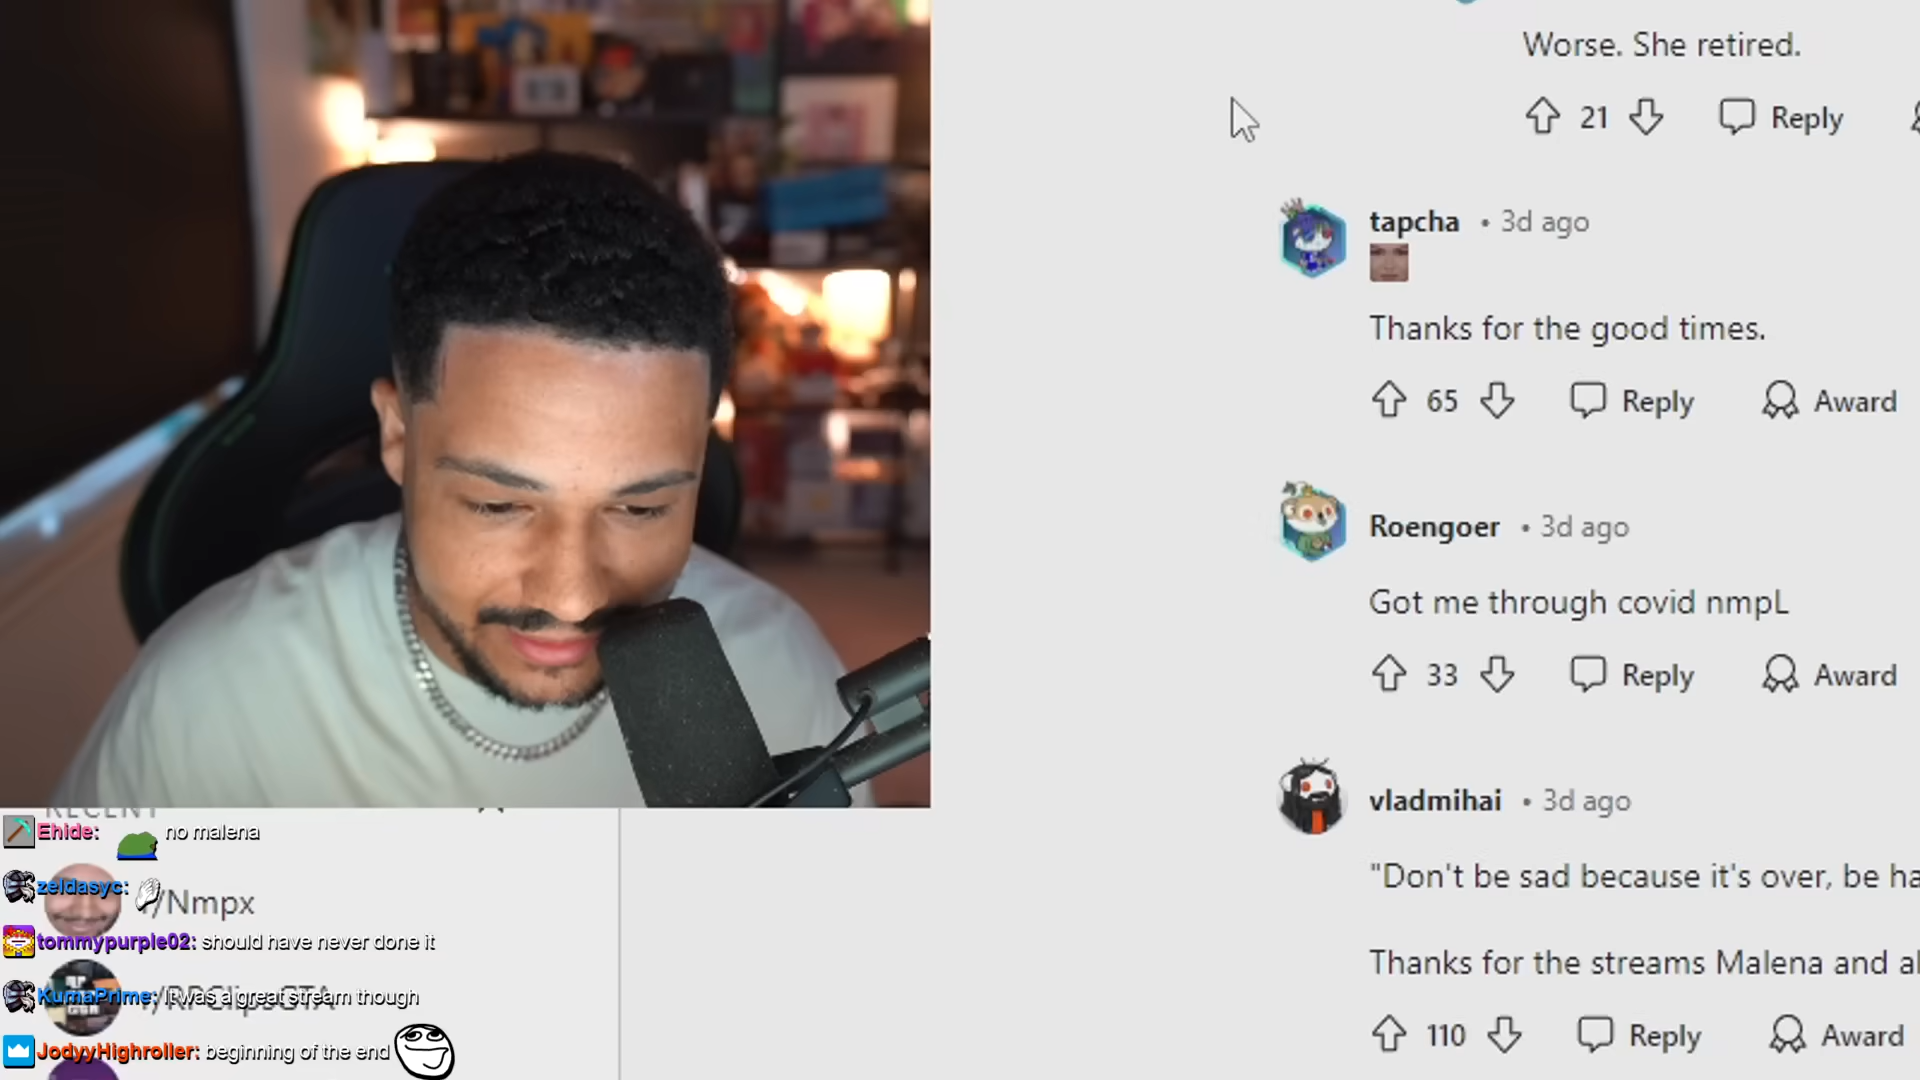 Worse. She retired.
21 Reply
tapcha • 3d ago
Thanks for the good times.
65 Reply Award
Roengoer • 3d ago
Got me through covid nmpL
33 Reply Award
vladmihai • 3d ago
"Don't be sad because it's over, be ha
Thanks for the streams Malena and al
110 Reply Award
RECENT
Ehide: no malena
zeldasyc:
r/Nmpx
tommypurple02: should have never done it
KumaPrime: It was a great stream though
r/RPClipsGTA
JodyyHighroller: beginning of the end